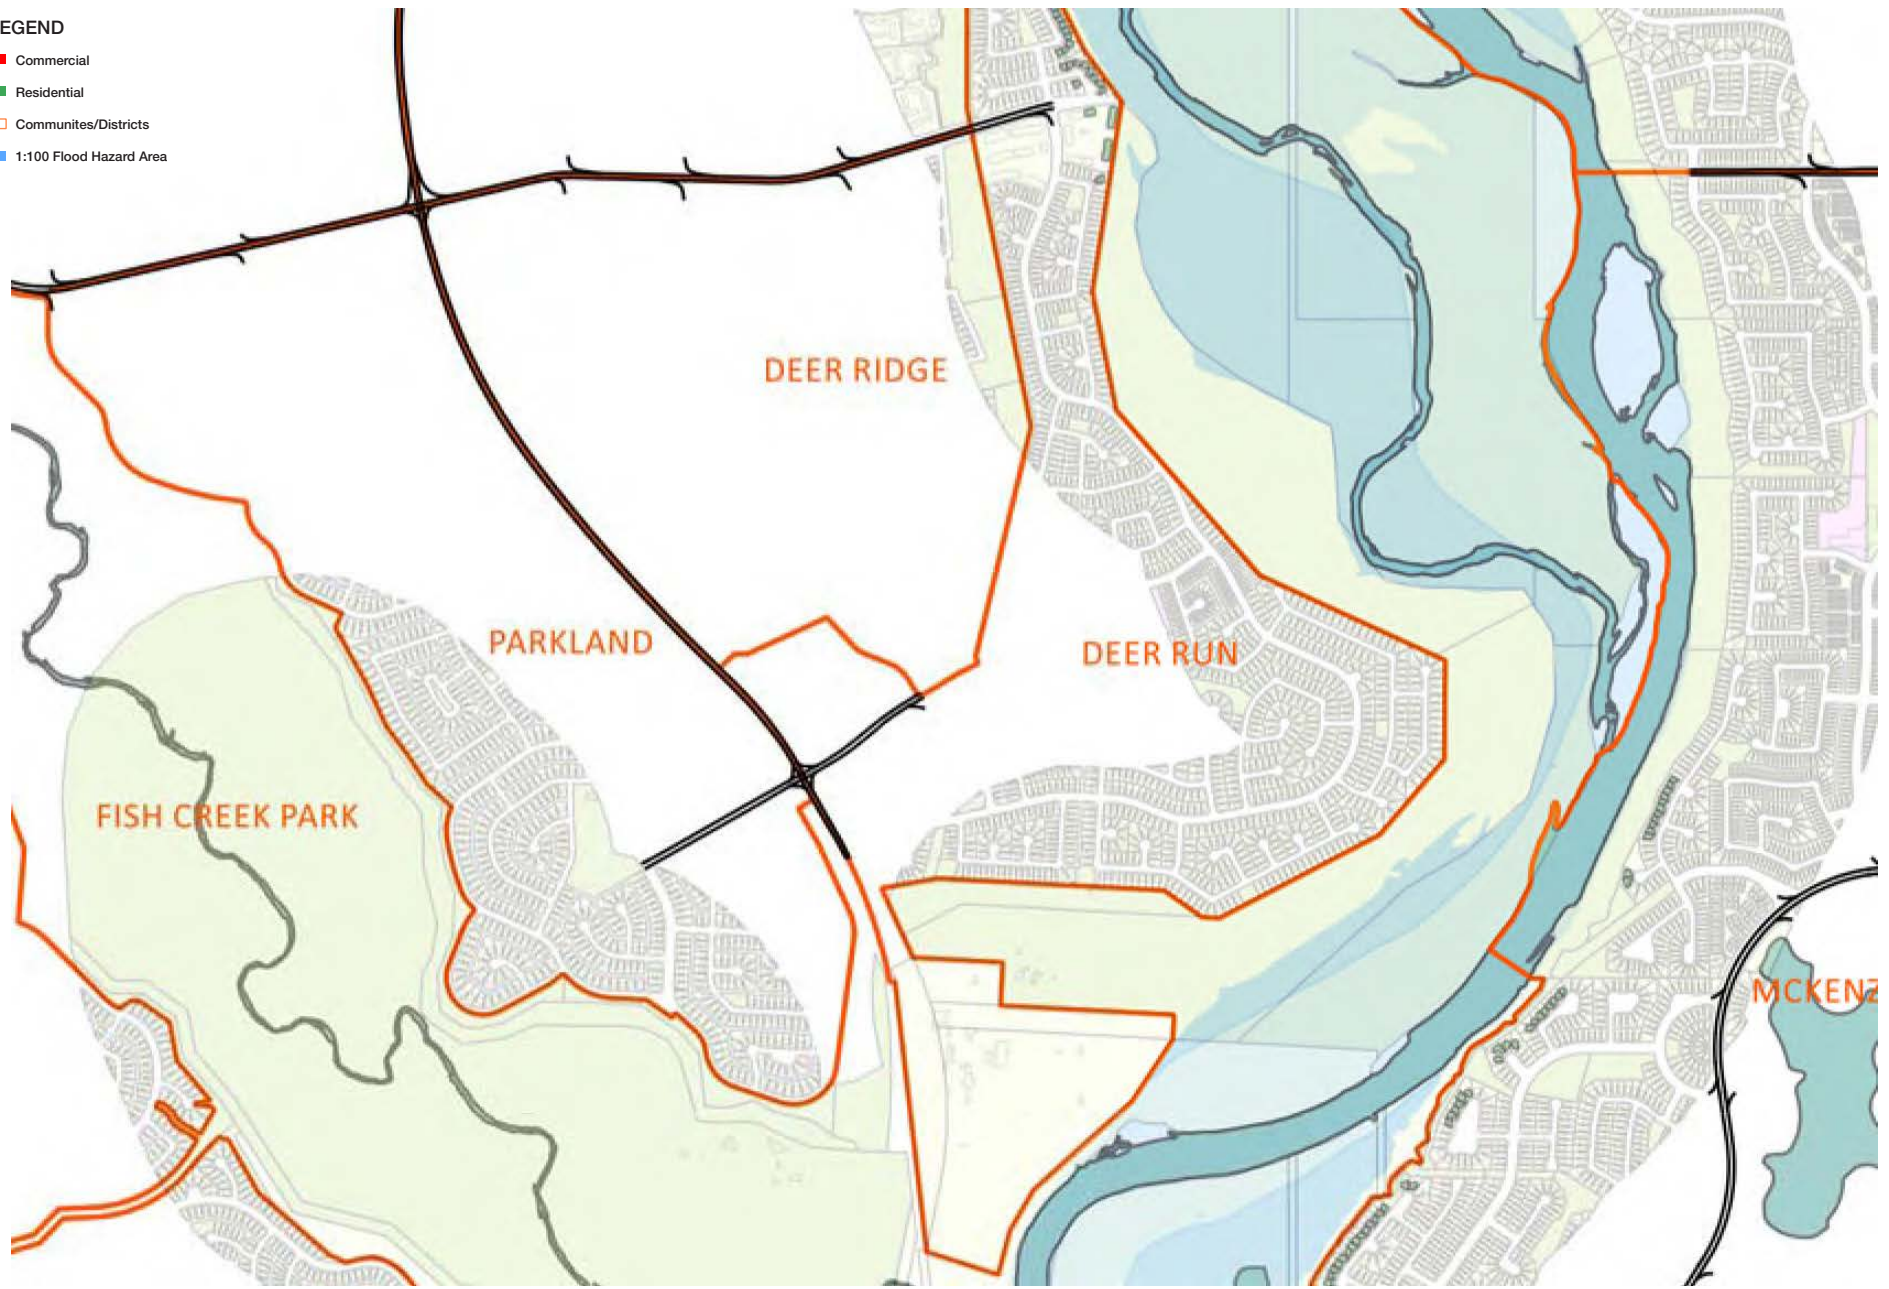 EGEND
Commercial
Residential
Communites/Districts
1:100 Flood Hazard Area
DEER RIDGE
PARKLAND
DEER RUN
FISH CREEK PARK
MCKENZ